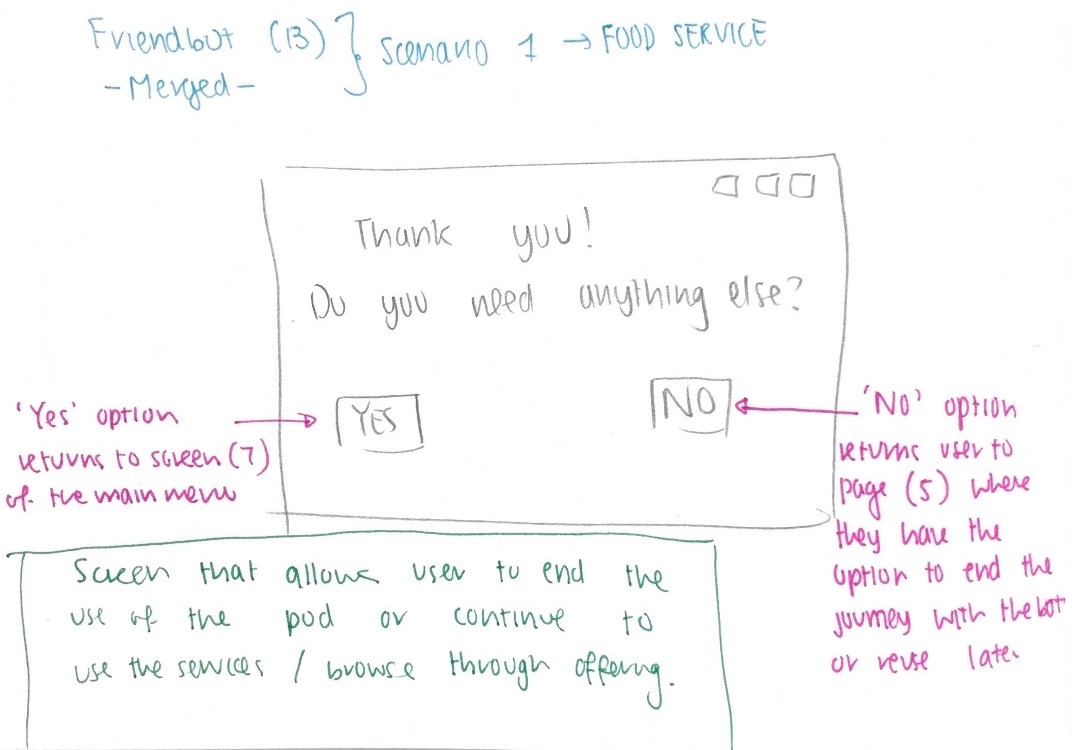 Friendbot (13) } Scenario 1 → FOOD SERVICE
- Merged -
Thank you!
Do you need anything else?
YES
NO
'Yes' option
returns to screen (7)
of the main menu
'NO' option
returns user to
page (5) where
they have the
option to end the
journey with the bot
or reuse later
Screen that allows user to end the
use of the pod or continue to
use the services / browse through offering.